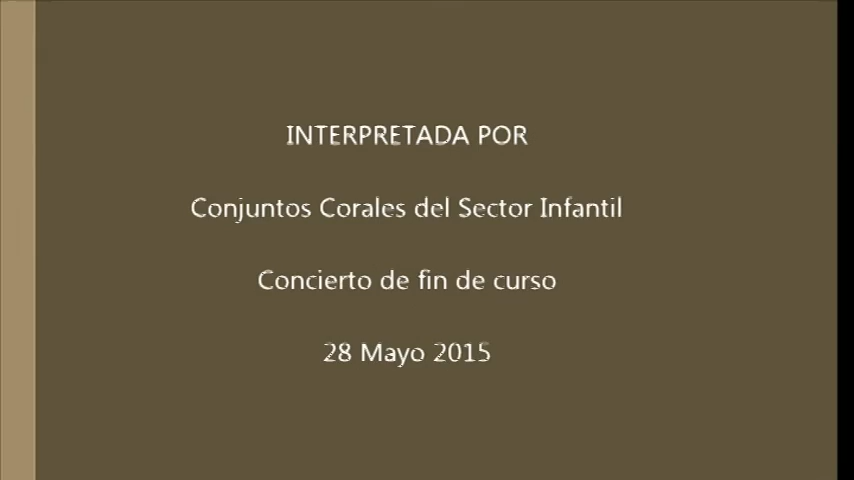 INTERPRETADA POR
Conjuntos Corales del Sector Infantil
Concierto de fin de curso
28 Mayo 2015